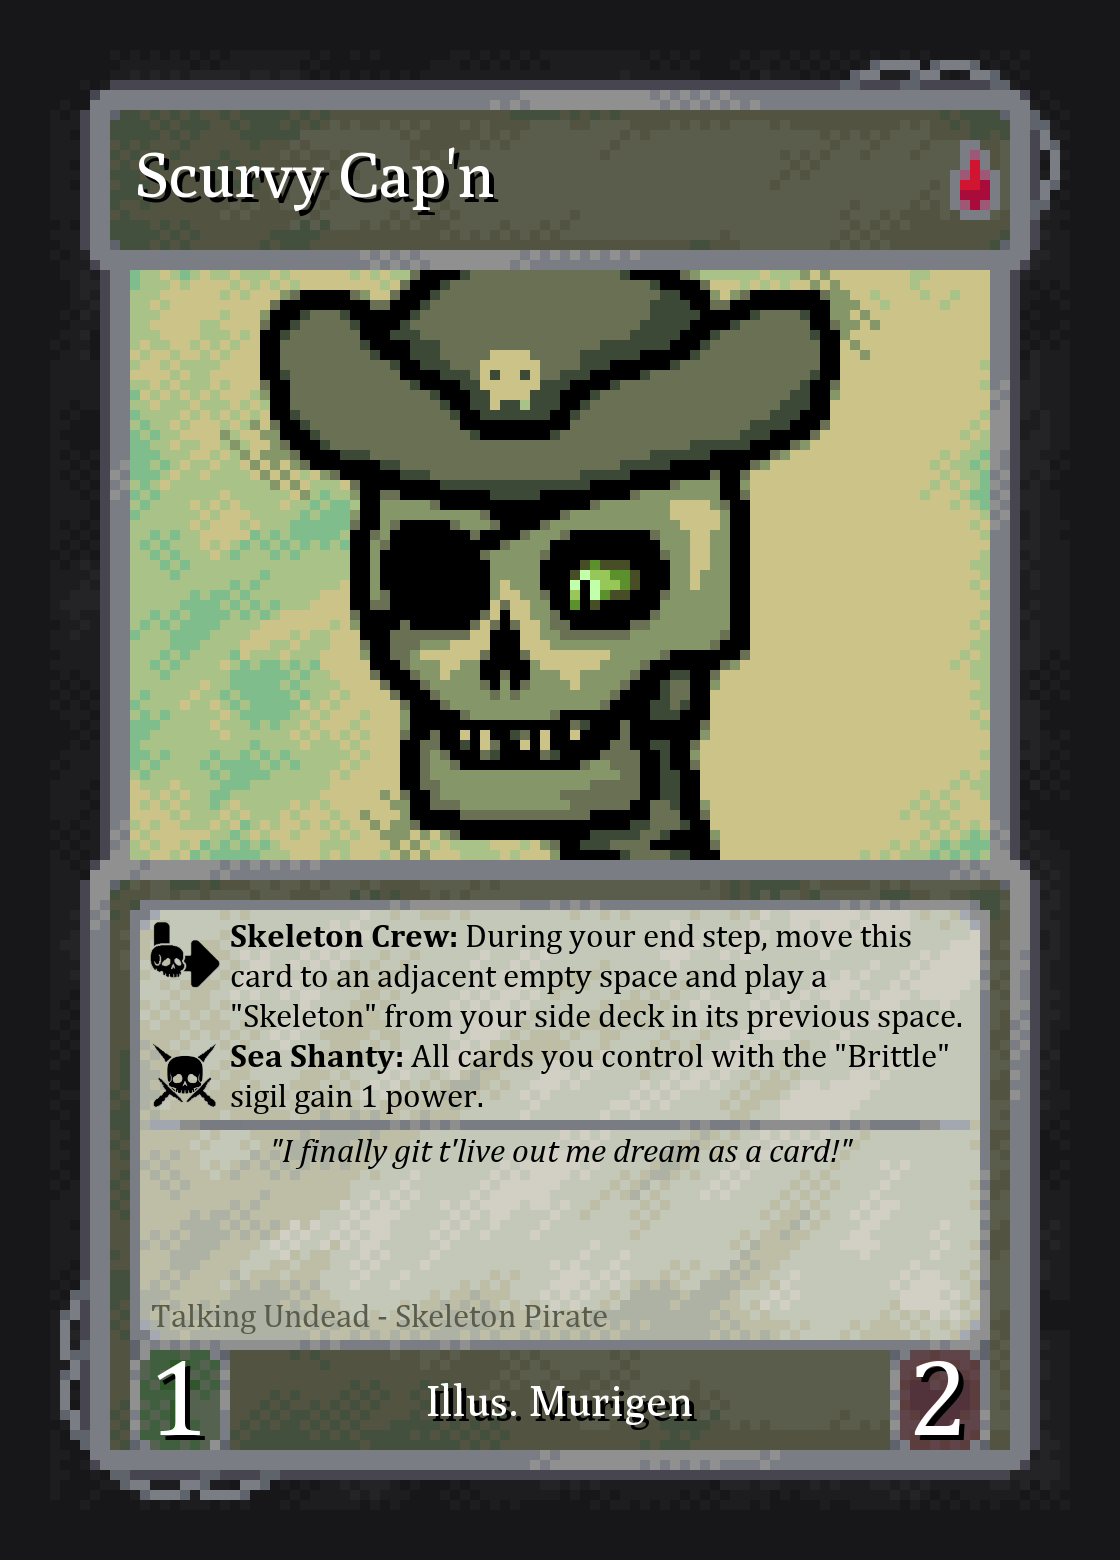 Scurvy Cap'n
Skeleton Crew: During your end step, move this
card to an adjacent empty space and play a
"Skeleton" from your side deck in its previous space.
Sea Shanty: All cards you control with the "Brittle"
sigil gain 1 power.
"I finally git t'live out me dream as a card!"
Talking Undead - Skeleton Pirate
1 Illus. Murigen 2